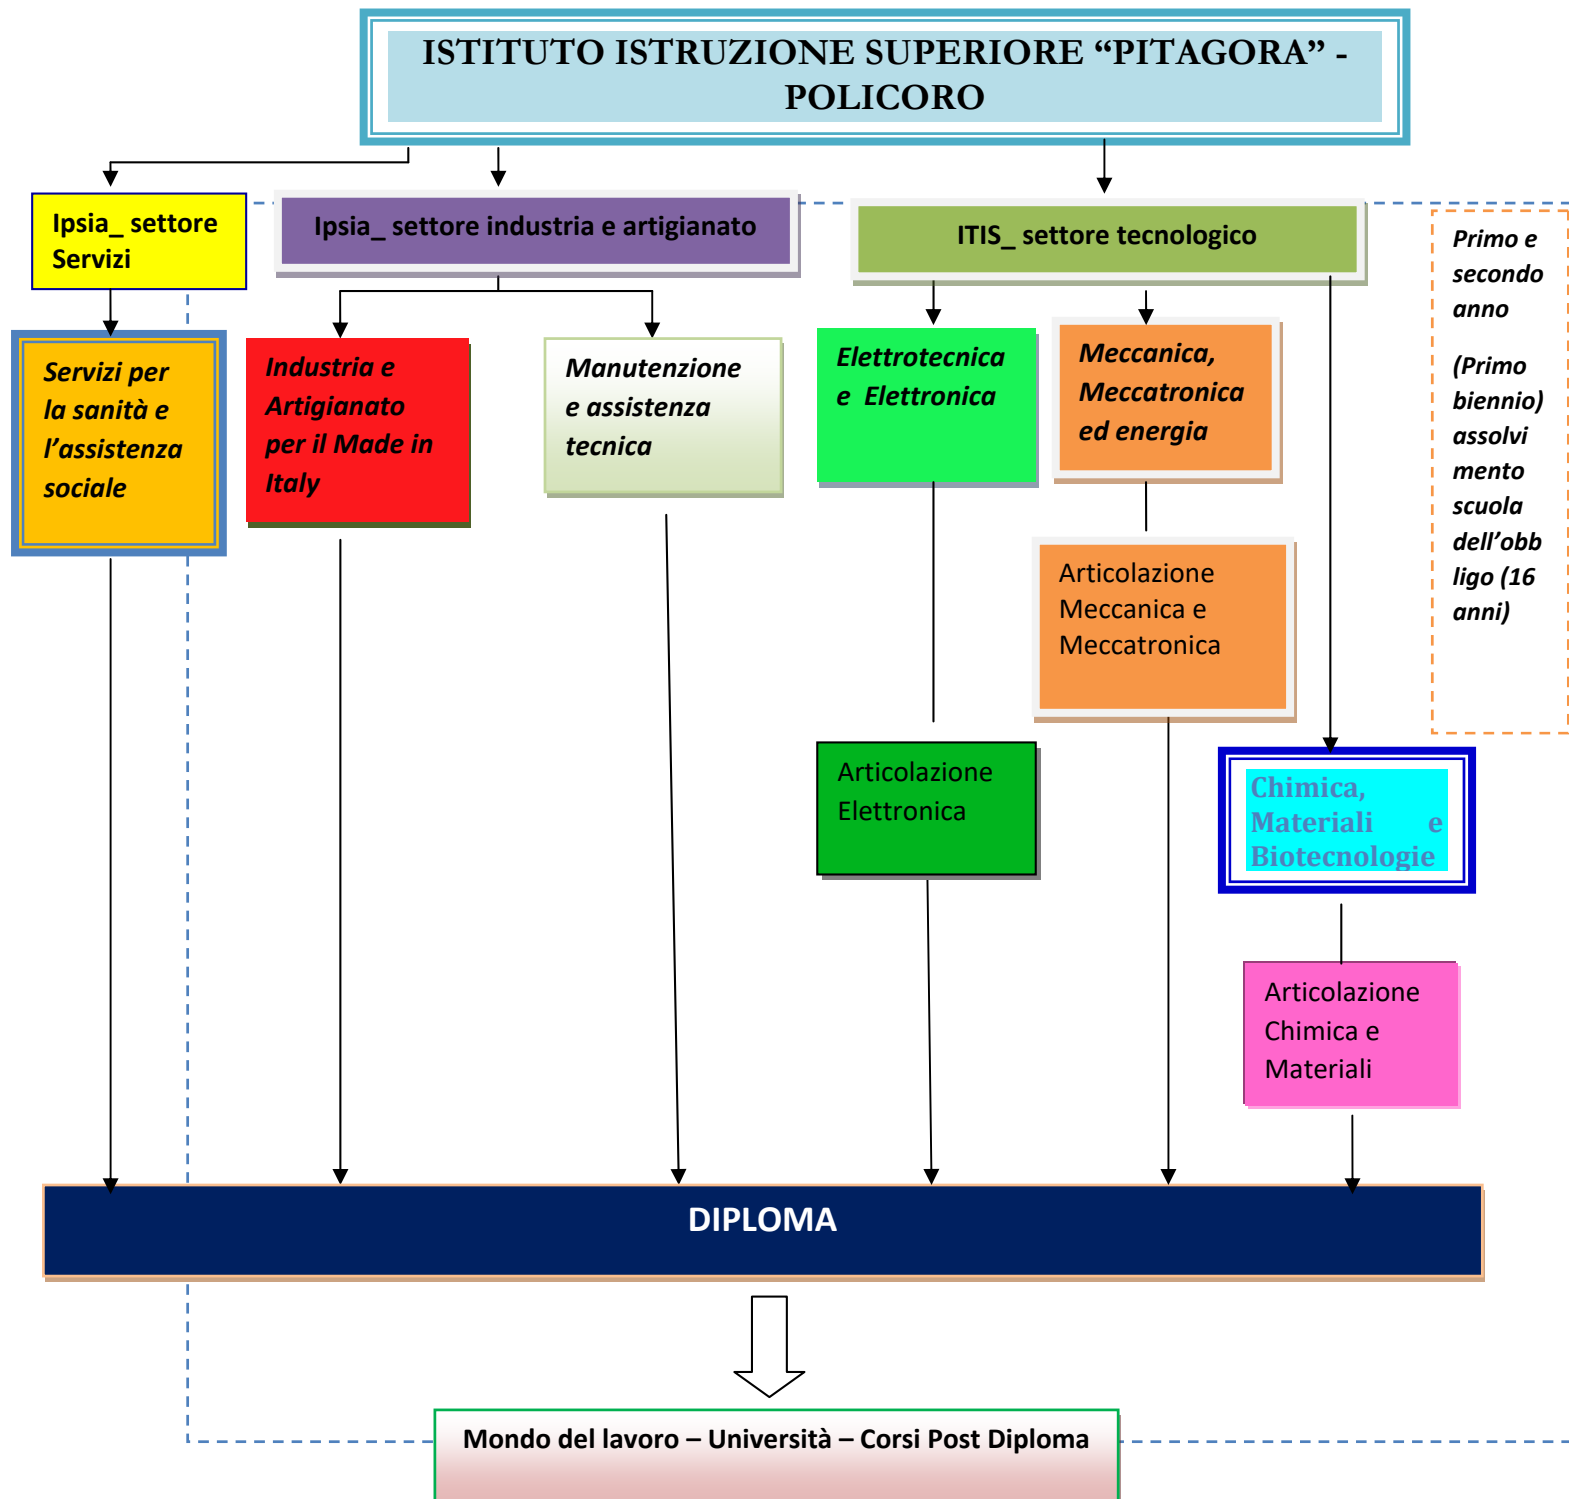 ISTITUTO ISTRUZIONE SUPERIORE “PITAGORA” -
POLICORO
Ipsia_ settore
Servizi
Ipsia_ settore industria e artigianato
ITIS_ settore tecnologico
Primo e
secondo
anno
(Primo
biennio)
assolvi
mento
scuola
dell’obb
ligo (16
anni)
Servizi per
la sanità e
l’assistenza
sociale
Industria e
Artigianato
per il Made in
Italy
Manutenzione
e assistenza
tecnica
Elettrotecnica
e Elettronica
Meccanica,
Meccatronica
ed energia
Articolazione
Meccanica e
Meccatronica
Articolazione
Elettronica
Chimica,
Materiali e
Biotecnologie
Articolazione
Chimica e
Materiali
DIPLOMA
Mondo del lavoro – Università – Corsi Post Diploma